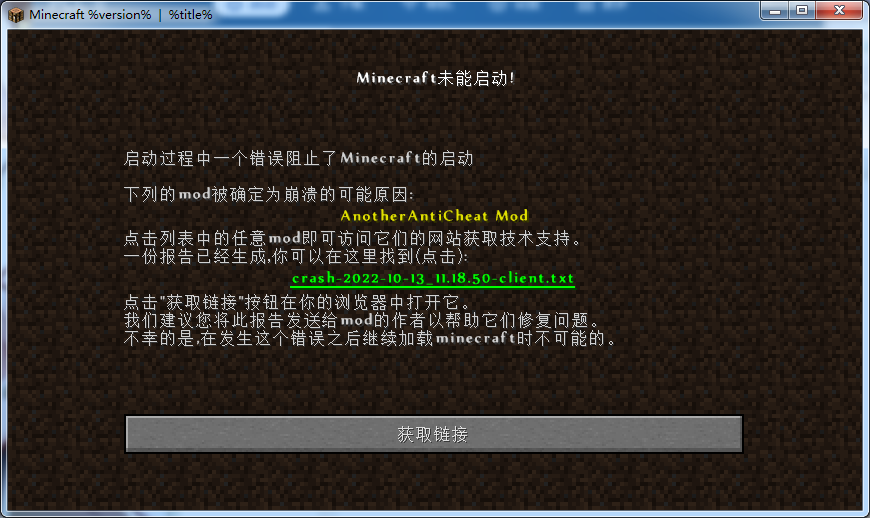 Minecraft %version% | %title%
Minecraft未能启动!
启动过程中一个错误阻止了Minecraft的启动
下列的mod被确定为崩溃的可能原因:
AnotherAntiCheat Mod
点击列表中的任意mod即可访问它们的网站获取技术支持。
一份报告已经生成,你可以在这里找到(点击):
crash-2022-10-13_11.18.50-client.txt
点击"获取链接"按钮在你的浏览器中打开它。
我们建议您将此报告发送给mod的作者以帮助它们修复问题。
不幸的是,在发生这个错误之后继续加载minecraft时不可能的。
获取链接